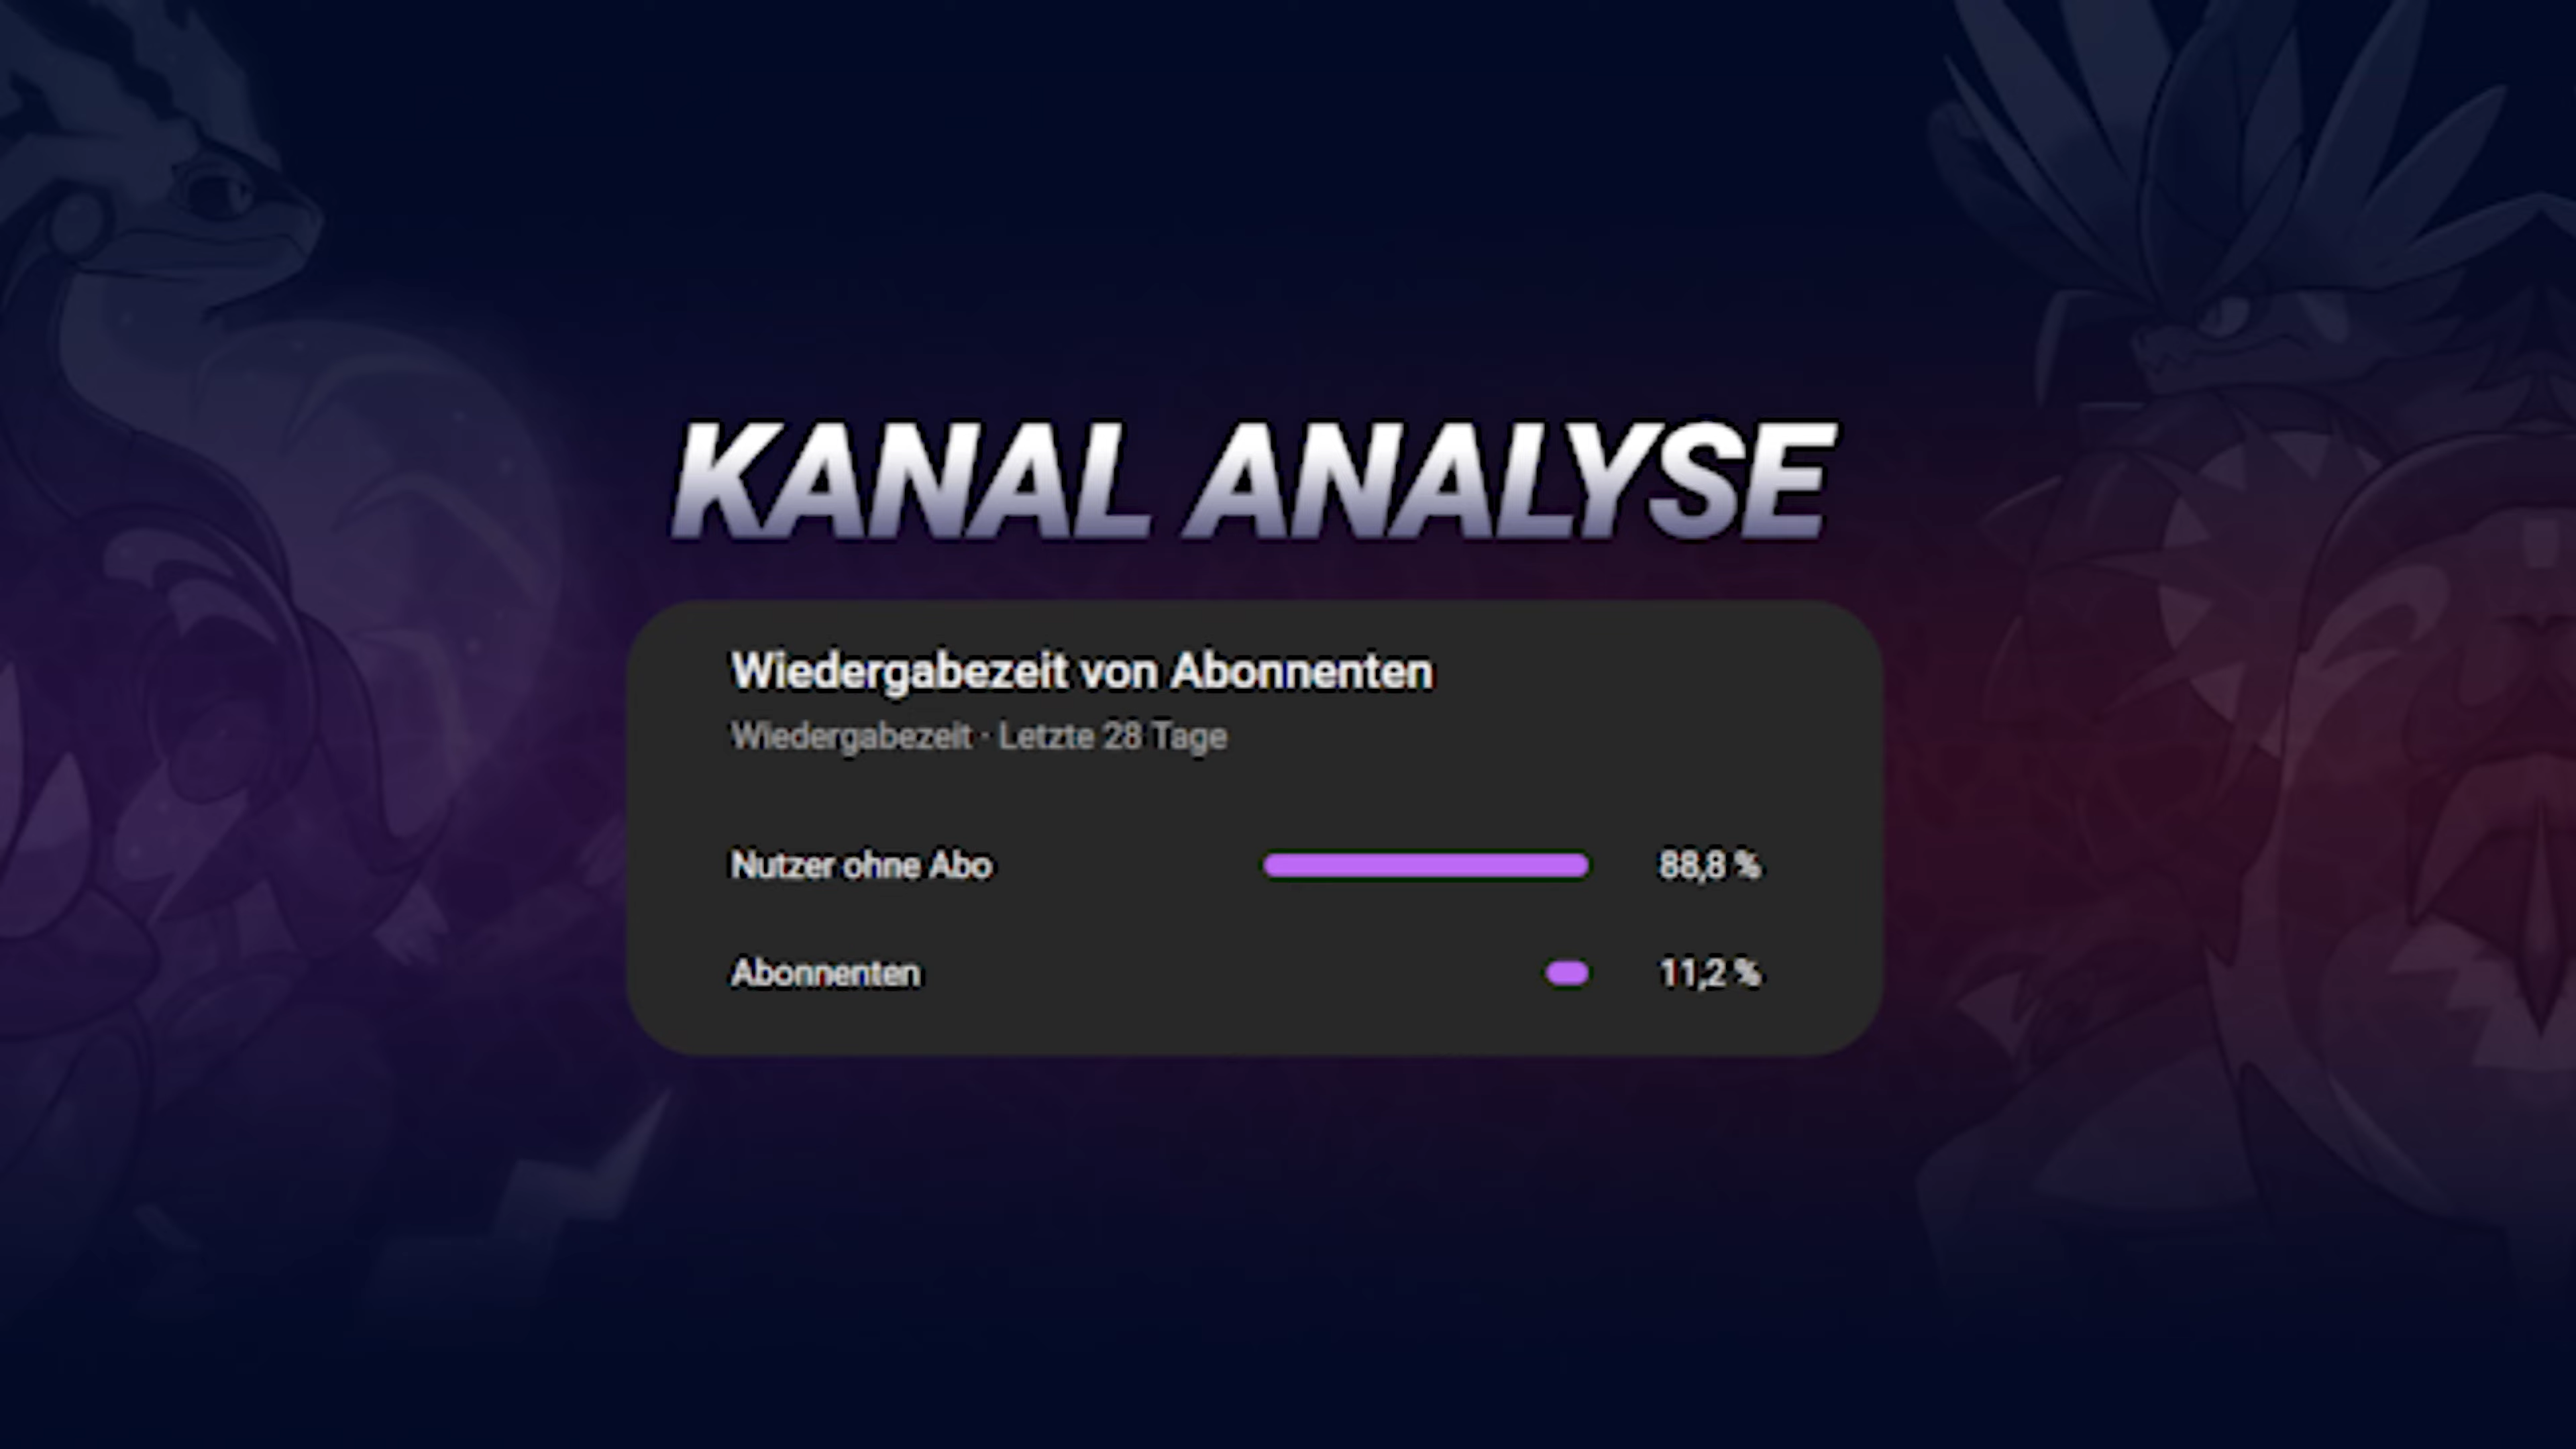 KANAL ANALYSE
Wiedergabezeit von Abonnenten
Wiedergabezeit · Letzte 28 Tage
Nutzer ohne Abo 88,8 %
Abonnenten 11,2 %